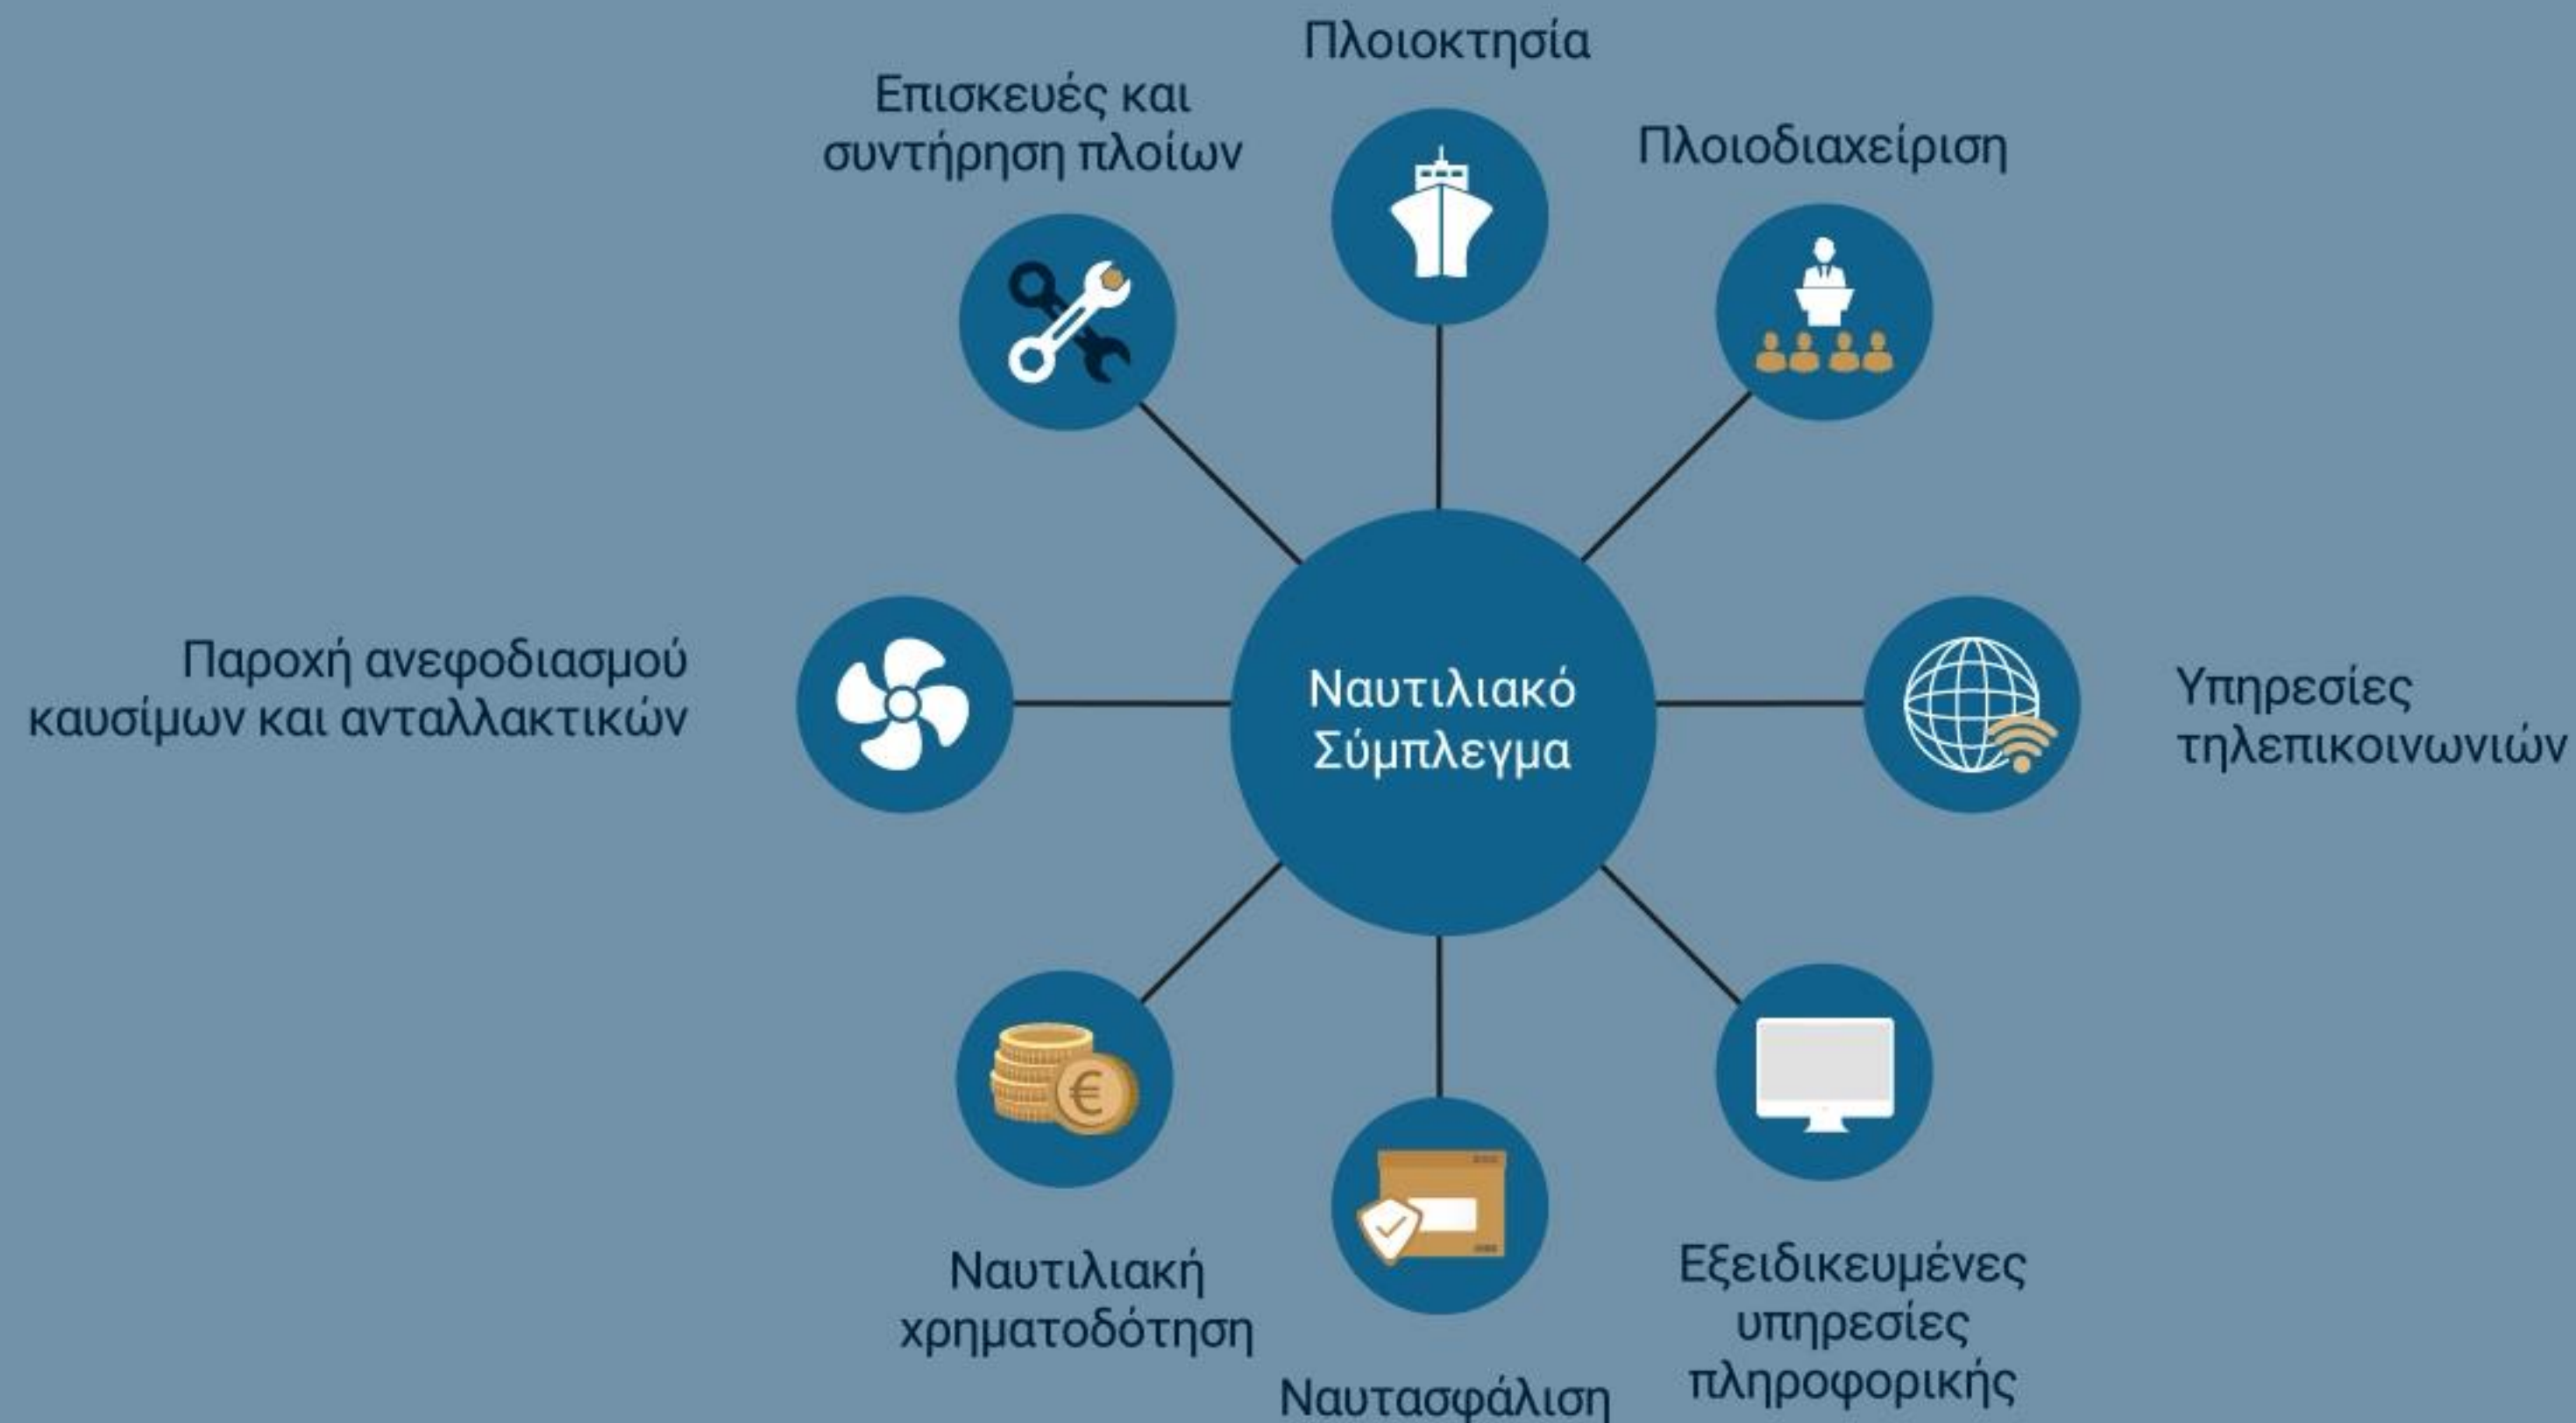 Πλοιοκτησία
Επισκευές και
συντήρηση πλοίων
Πλοιοδιαχείριση
Παροχή ανεφοδιασμού
καυσίμων και ανταλλακτικών
Ναυτιλιακό
Σύμπλεγμα
Υπηρεσίες
τηλεπικοινωνιών
Ναυτιλιακή
χρηματοδότηση
Ναυτασφάλιση
Εξειδικευμένες
υπηρεσίες
πληροφορικής
€